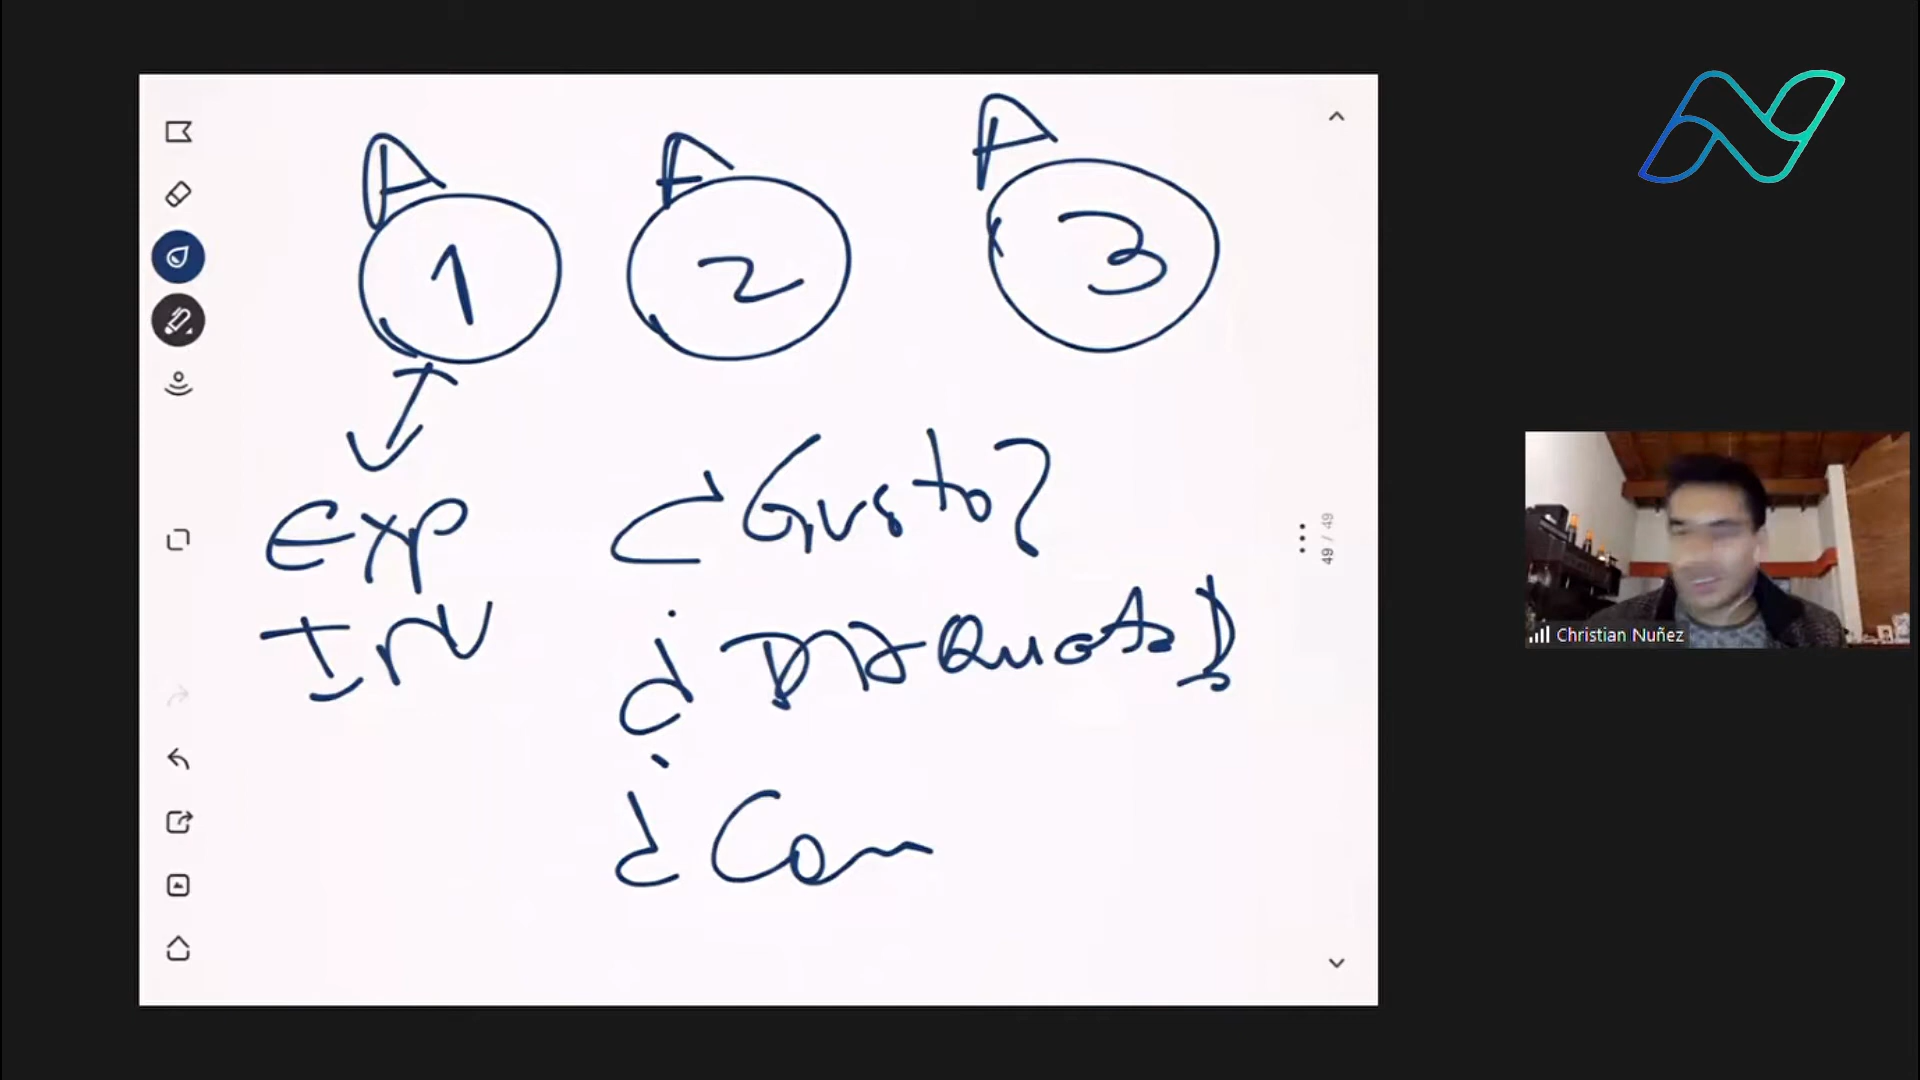 A A A
1 2 3
Exp ¿Gusto?
Inv ¿
¿Com
49 / 49
Christian Nuñez